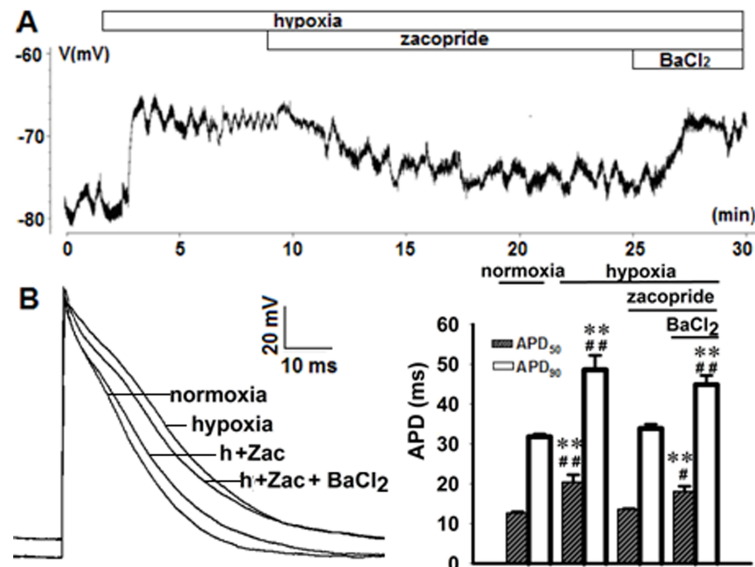 A
hypoxia
zacopride
BaCl2
V(mV)
-60
-70
-80
0 5 10 15 20 25 30
(min)
B
20 mV
10 ms
normoxia
hypoxia
h+Zac
h+Zac + BaCl2
normoxia hypoxia
zacopride
BaCl2
APD50
APD90
APD (ms)
60
50
40
30
20
10
0
**
##
**
##
**
#
**
##